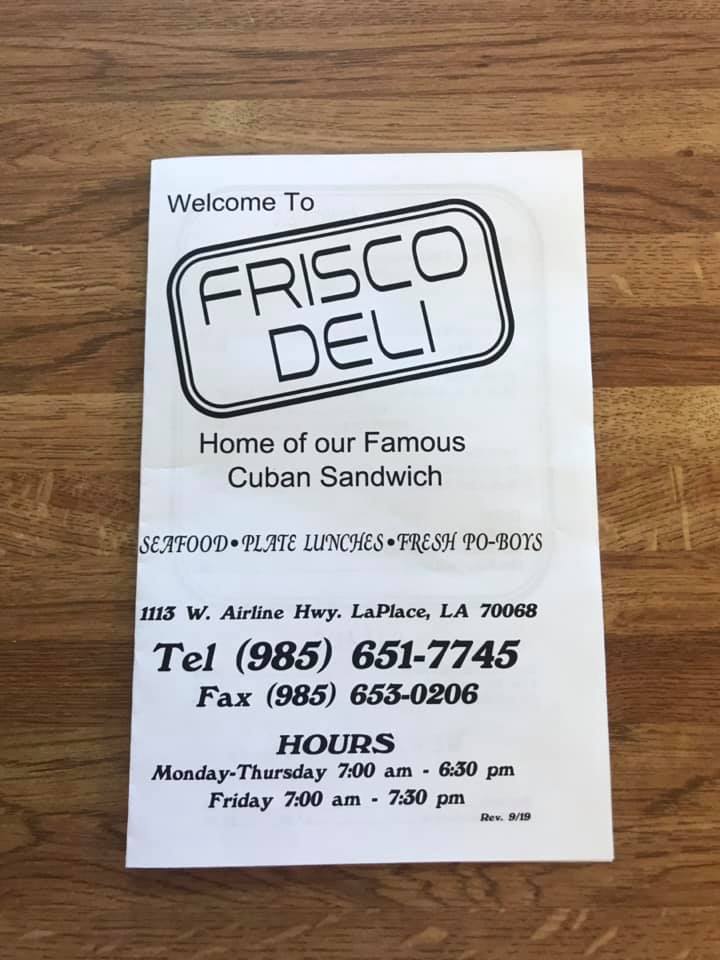 Welcome To
FRISCO
DELI
Home of our Famous
Cuban Sandwich
SEAFOOD•PLATE LUNCHES•FRESH PO-BOYS
1113 W. Airline Hwy. LaPlace, LA 70068
Tel (985) 651-7745
Fax (985) 653-0206
HOURS
Monday-Thursday 7:00 am - 6:30 pm
Friday 7:00 am - 7:30 pm
Rev. 9/19